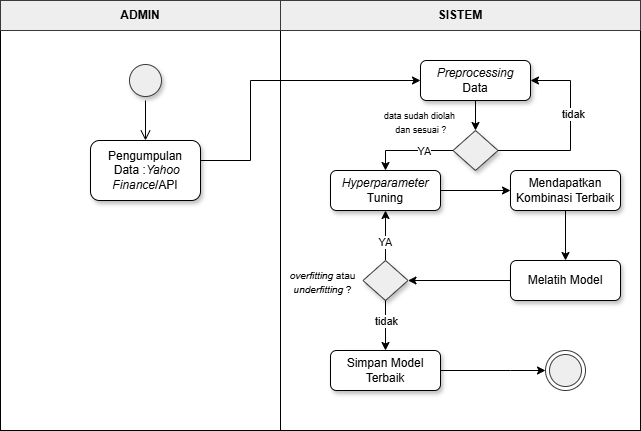 ADMIN
SISTEM
Preprocessing
Data
data sudah diolah
dan sesuai ?
tidak
YA
Pengumpulan
Data :Yahoo
Finance/API
Hyperparameter
Tuning
Mendapatkan
Kombinasi Terbaik
YA
overfitting atau
underfitting ?
Melatih Model
tidak
Simpan Model
Terbaik